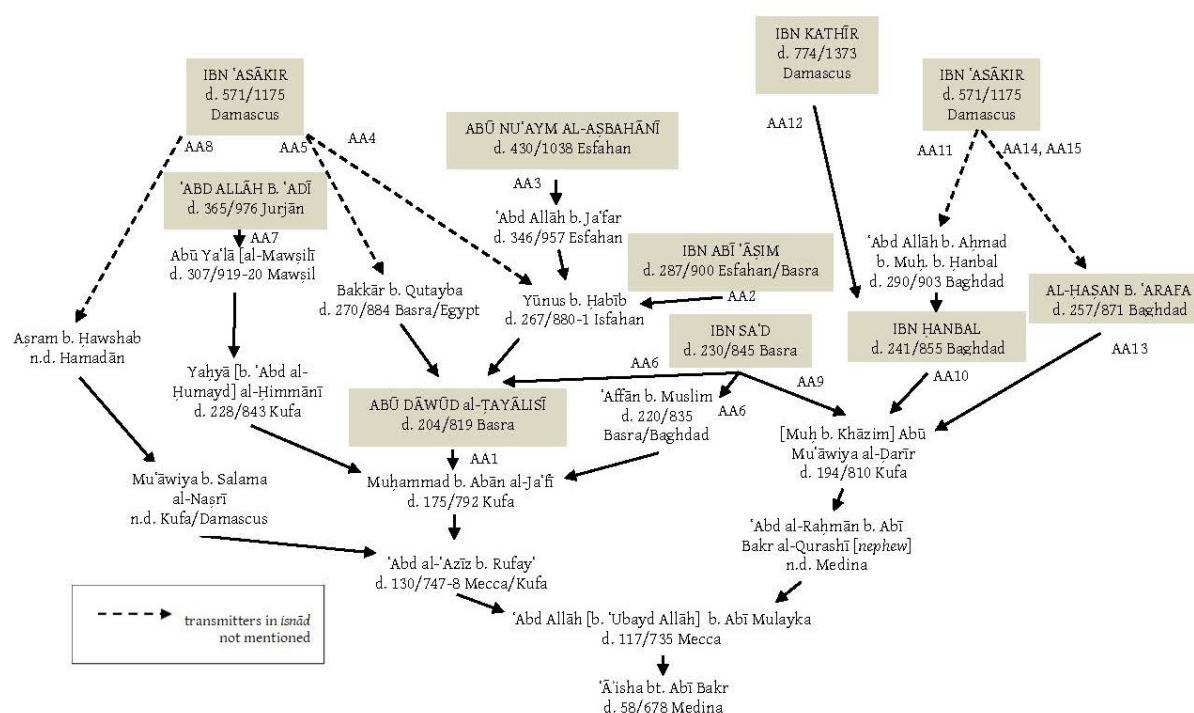 IBN KATHĪR
d. 774/1373
Damascus
IBN ʿASĀKIR
d. 571/1175
Damascus
IBN ʿASĀKIR
d. 571/1175
Damascus
AA8
AA5
AA4
ABŪ NUʿAYM AL-AṢBAHĀNĪ
d. 430/1038 Esfahan
AA12
AA11
AA14, AA15
ʿABD ALLĀH B. ʿADĪ
d. 365/976 Jurjān
AA3
ʿAbd Allāh b. Jaʿfar
d. 346/957 Esfahan
AA7
Abū Yaʿlā [al-Mawṣilī
d. 307/919-20 Mawṣil
IBN ABĪ ʿĀṢIM
d. 287/900 Esfahan/Basra
AA2
ʿAbd Allāh b. Aḥmad
b. Muḥ. b. Ḥanbal
d. 290/903 Baghdad
AL-ḤASAN B. ʿARAFA
d. 257/871 Baghdad
Bakkār b. Qutayba
d. 270/884 Basra/Egypt
Yūnus b. Ḥabīb
d. 267/880-1 Isfahan
Aṣram b. Ḥawshab
n.d. Hamadān
IBN SAʿD
d. 230/845 Basra
IBN ḤANBAL
d. 241/855 Baghdad
AA13
Yaḥyā [b. ʿAbd al-
Ḥumayd] al-Ḥimmānī
d. 228/843 Kufa
AA6
AA9
AA10
ABŪ DĀWŪD al-ṬAYĀLISĪ
d. 204/819 Basra
ʿAffān b. Muslim
d. 220/835
Basra/Baghdad
AA6
[Muḥ b. Khāzim] Abū
Muʿāwiya al-Darīr
d. 194/810 Kufa
AA1
Muḥammad b. Abān al-Jaʿfī
d. 175/792 Kufa
Muʿāwiya b. Salama
al-Naṣrī
n.d. Kufa/Damascus
ʿAbd al-Raḥmān b. Abī
Bakr al-Qurashī [nephew]
n.d. Medina
ʿAbd al-ʿAzīz b. Rufayʿ
d. 130/747-8 Mecca/Kufa
transmitters in isnād
not mentioned
ʿAbd Allāh [b. ʿUbayd Allāh] b. Abī Mulayka
d. 117/735 Mecca
ʿĀʾisha bt. Abī Bakr
d. 58/678 Medina